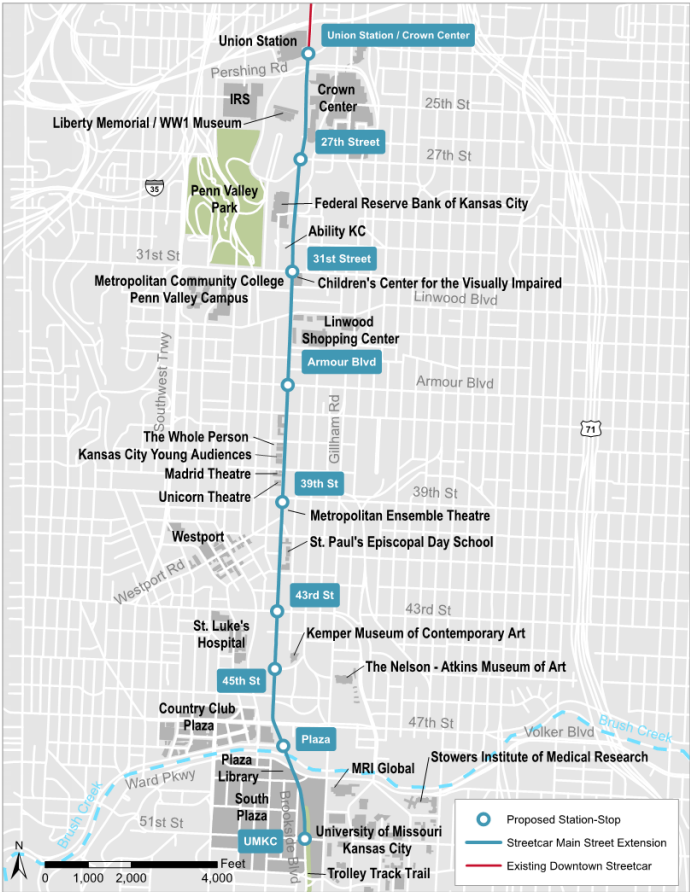 Union Station
Union Station / Crown Center
Pershing Rd
IRS
Crown
Center
25th St
Liberty Memorial / WW1 Museum
27th Street
27th St
35
Penn Valley
Park
Federal Reserve Bank of Kansas City
Ability KC
31st St
31st Street
Metropolitan Community College
Penn Valley Campus
Children's Center for the Visually Impaired
Linwood Blvd
Linwood
Shopping Center
Southwest Trwy
Armour Blvd
Armour Blvd
Gillham Rd
71
The Whole Person
Kansas City Young Audiences
Madrid Theatre
Unicorn Theatre
39th St
39th St
Metropolitan Ensemble Theatre
Westport
St. Paul's Episcopal Day School
Westport Rd
43rd St
43rd St
St. Luke's
Hospital
Kemper Museum of Contemporary Art
45th St
The Nelson - Atkins Museum of Art
Country Club
Plaza
47th St
Volker Blvd
Brush Creek
Plaza
Plaza
Library
MRI Global
Stowers Institute of Medical Research
Ward Pkwy
Brush Creek
South
Plaza
Brookside Blvd
51st St
UMKC
University of Missouri
Kansas City
Trolley Track Trail
Proposed Station-Stop
Streetcar Main Street Extension
Existing Downtown Streetcar
N
Feet
0 1,000 2,000 4,000